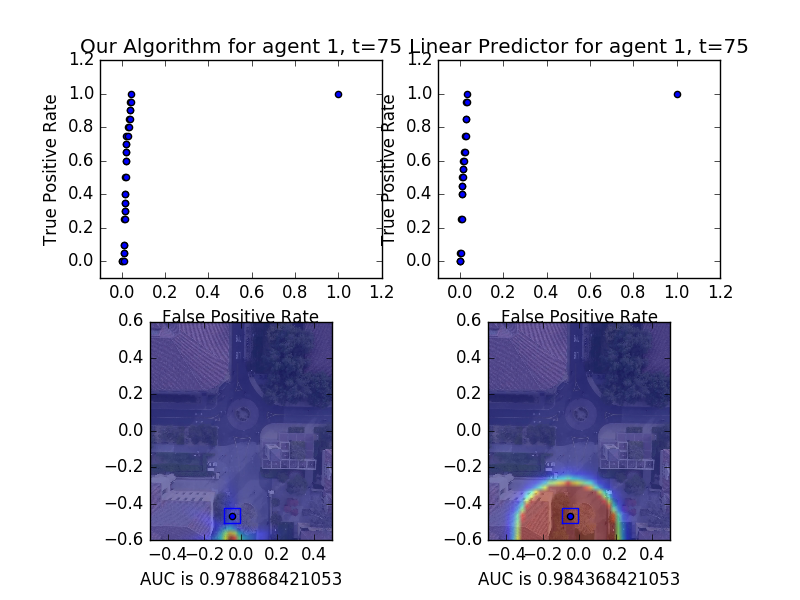 Our Algorithm for agent 1, t=75
Linear Predictor for agent 1, t=75
1.2
1.0
0.8
0.6
0.4
0.2
0.0
True Positive Rate
0.0 0.2 0.4 0.6 0.8 1.0 1.2
False Positive Rate
1.2
1.0
0.8
0.6
0.4
0.2
0.0
True Positive Rate
0.0 0.2 0.4 0.6 0.8 1.0 1.2
False Positive Rate
0.6
0.4
0.2
0.0
−0.2
−0.4
−0.6
−0.4 −0.2 0.0 0.2 0.4
AUC is 0.978868421053
0.6
0.4
0.2
0.0
−0.2
−0.4
−0.6
−0.4 −0.2 0.0 0.2 0.4
AUC is 0.984368421053